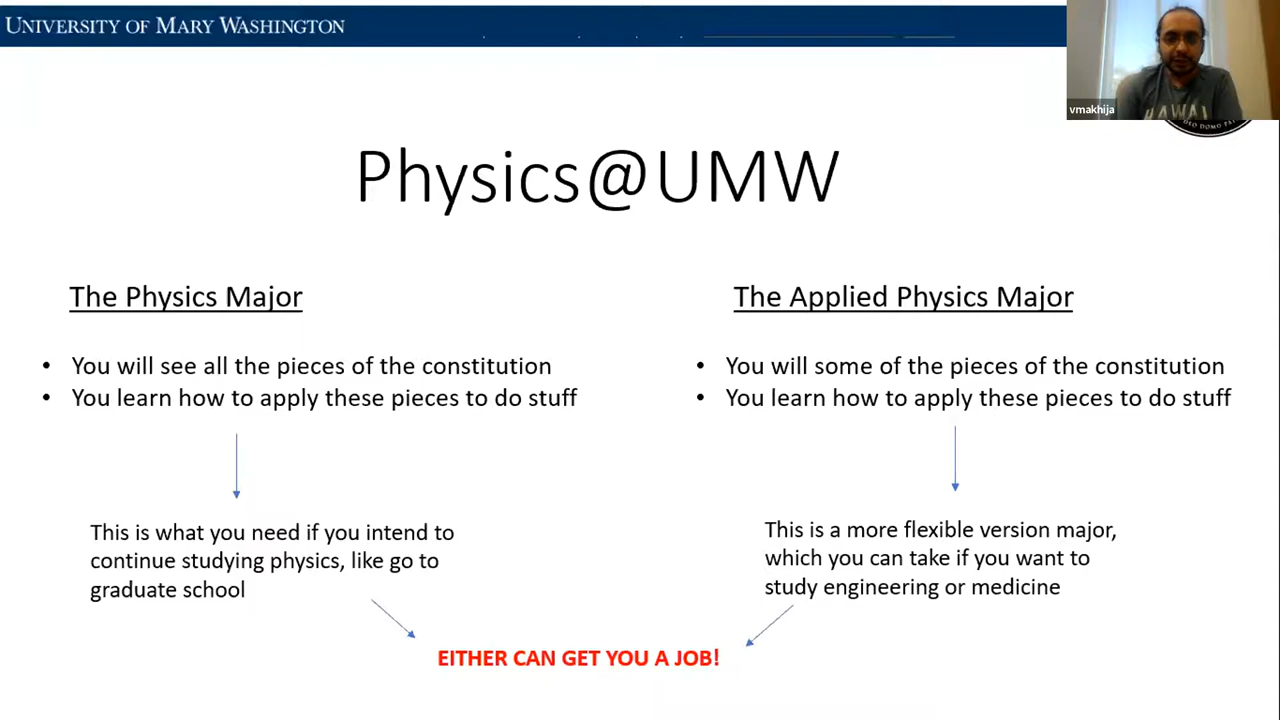 UNIVERSITY OF MARY WASHINGTON
vmakhija
HAWAI
DEO DOMO PA
Physics@UMW
The Physics Major
• You will see all the pieces of the constitution
• You learn how to apply these pieces to do stuff
This is what you need if you intend to
continue studying physics, like go to
graduate school
The Applied Physics Major
• You will some of the pieces of the constitution
• You learn how to apply these pieces to do stuff
This is a more flexible version major,
which you can take if you want to
study engineering or medicine
EITHER CAN GET YOU A JOB!